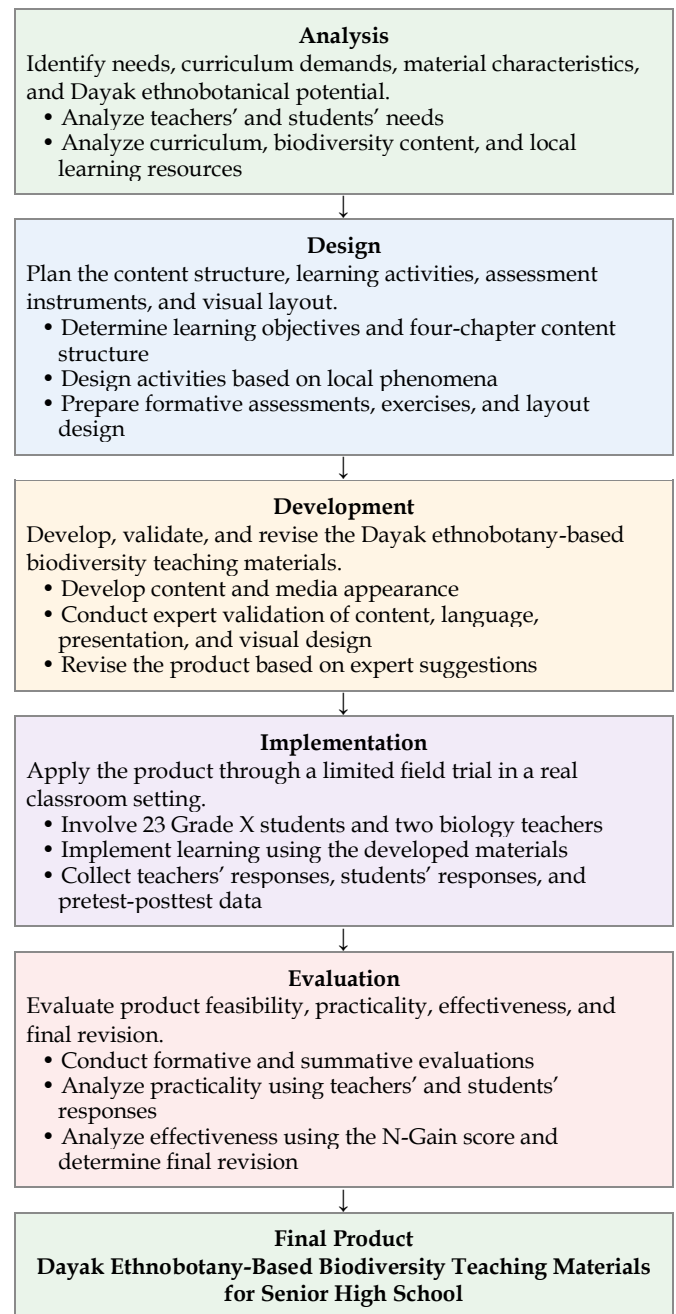 Analysis
Identify needs, curriculum demands, material characteristics,
and Dayak ethnobotanical potential.
• Analyze teachers’ and students’ needs
• Analyze curriculum, biodiversity content, and local
learning resources
↓
Design
Plan the content structure, learning activities, assessment
instruments, and visual layout.
• Determine learning objectives and four-chapter content
structure
• Design activities based on local phenomena
• Prepare formative assessments, exercises, and layout
design
↓
Development
Develop, validate, and revise the Dayak ethnobotany-based
biodiversity teaching materials.
• Develop content and media appearance
• Conduct expert validation of content, language,
presentation, and visual design
• Revise the product based on expert suggestions
↓
Implementation
Apply the product through a limited field trial in a real
classroom setting.
• Involve 23 Grade X students and two biology teachers
• Implement learning using the developed materials
• Collect teachers’ responses, students’ responses, and
pretest-posttest data
↓
Evaluation
Evaluate product feasibility, practicality, effectiveness, and
final revision.
• Conduct formative and summative evaluations
• Analyze practicality using teachers’ and students’
responses
• Analyze effectiveness using the N-Gain score and
determine final revision
↓
Final Product
Dayak Ethnobotany-Based Biodiversity Teaching Materials
for Senior High School